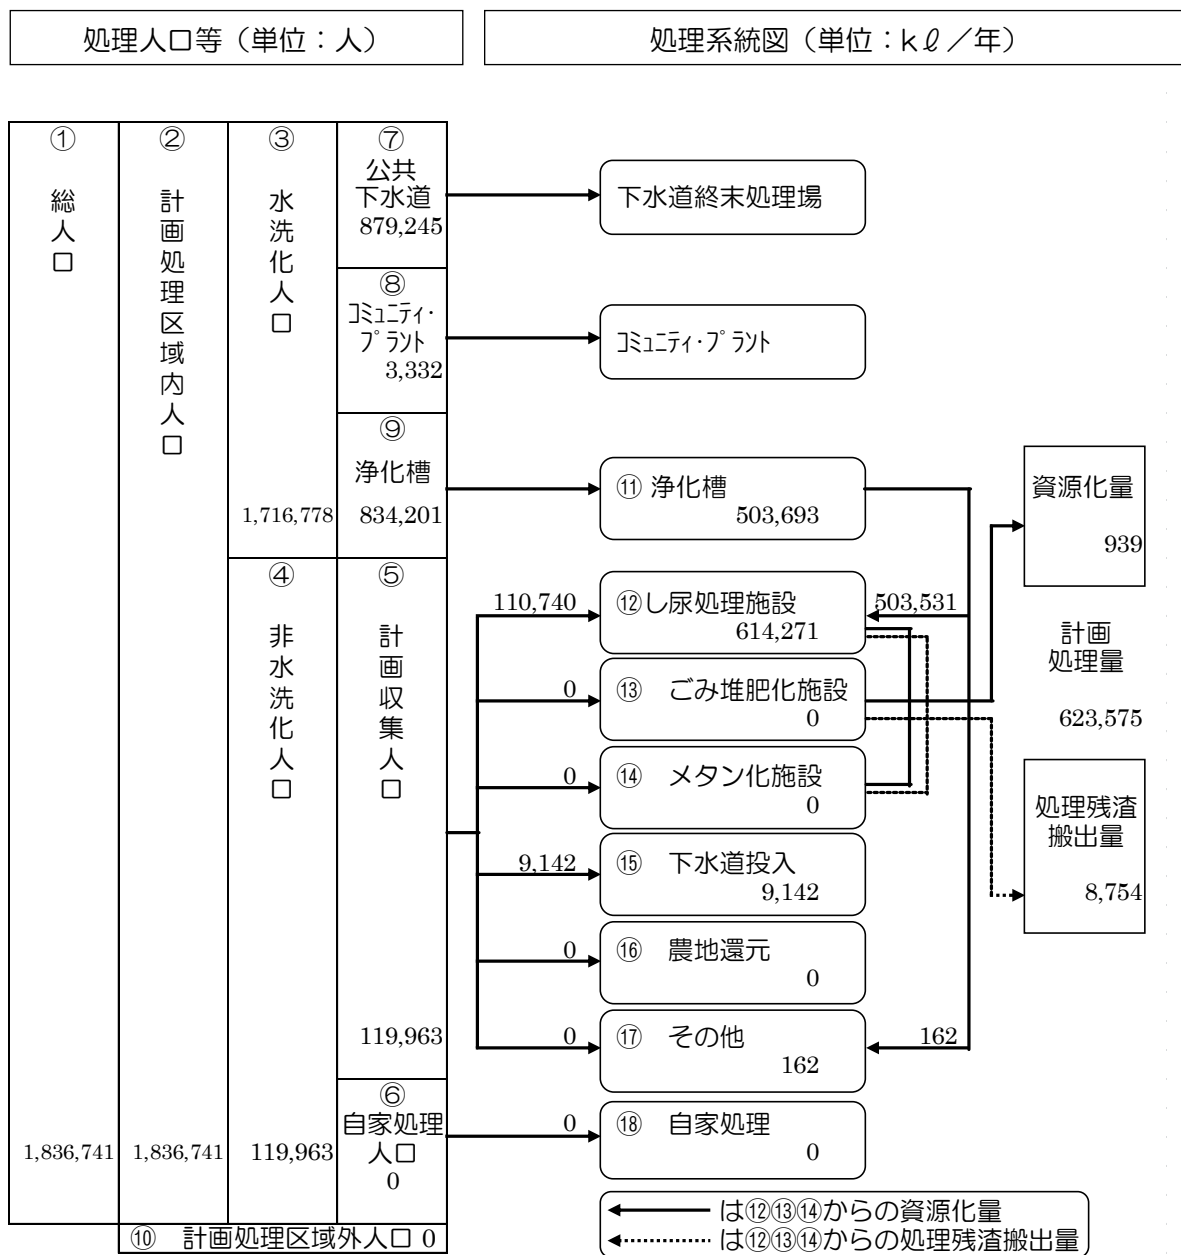 処理人口等（単位：人）
処理系統図（単位：kℓ／年）
①
総人口
1,836,741
②
計画処理区域内人口
1,836,741
③
水洗化人口
1,716,778
④
非水洗化人口
119,963
⑦
公共
下水道
879,245
⑧
ｺﾐｭﾆﾃｨ・
ﾌﾟﾗﾝﾄ
3,332
⑨
浄化槽
834,201
⑤
計画収集人口
119,963
⑥
自家処理
人口
0
⑩ 計画処理区域外人口 0
下水道終末処理場
ｺﾐｭﾆﾃｨ・ﾌﾟﾗﾝﾄ
⑪ 浄化槽
503,693
110,740
⑫し尿処理施設
614,271
503,531
0
⑬ ごみ堆肥化施設
0
0
⑭ メタン化施設
0
9,142
⑮ 下水道投入
9,142
0
⑯ 農地還元
0
0
⑰ その他
162
162
0
⑱ 自家処理
0
資源化量
939
計画
処理量
623,575
処理残渣
搬出量
8,754
は⑫⑬⑭からの資源化量
は⑫⑬⑭からの処理残渣搬出量